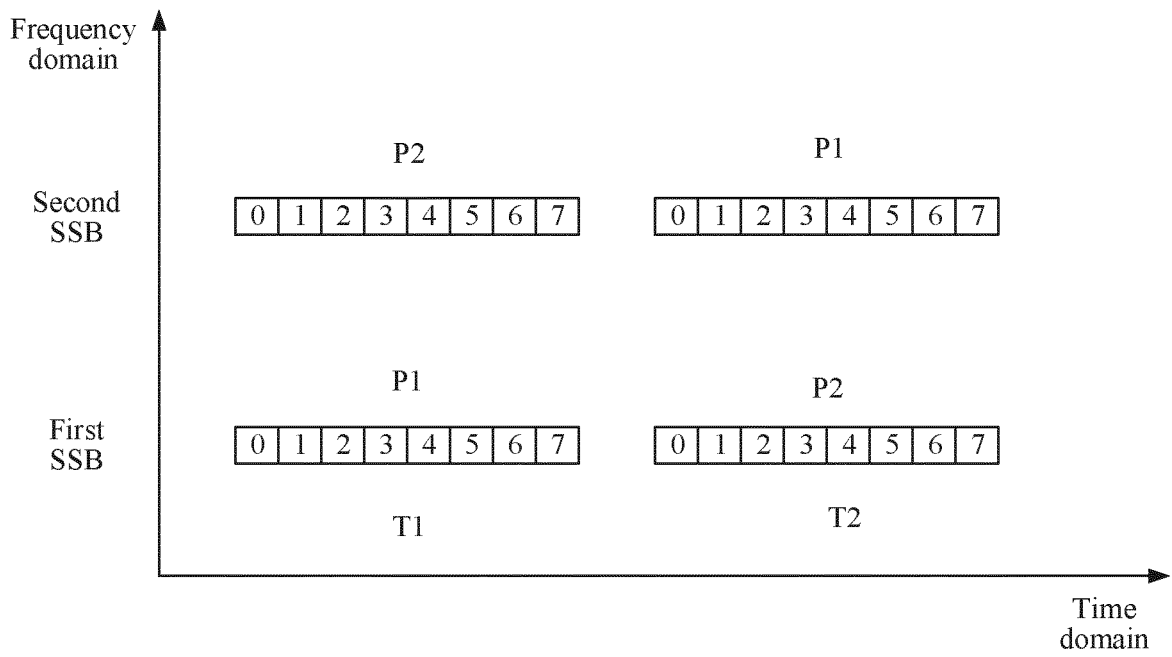 Frequency
domain
P2
P1
Second
SSB
0 1 2 3 4 5 6 7
0 1 2 3 4 5 6 7
P1
P2
First
SSB
0 1 2 3 4 5 6 7
0 1 2 3 4 5 6 7
T1
T2
Time
domain